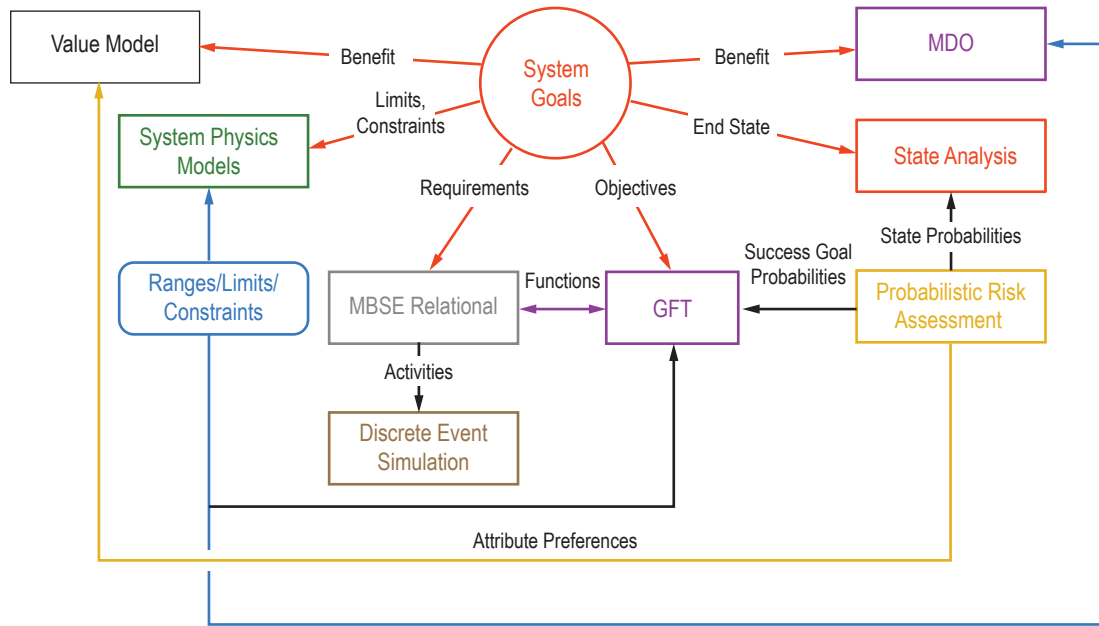 Value Model
Benefit
System
Goals
Benefit
MDO
Limits,
Constraints
End State
System Physics
Models
State Analysis
Requirements
Objectives
State Probabilities
Success Goal
Probabilities
Ranges/Limits/
Constraints
MBSE Relational
Functions
GFT
Probabilistic Risk
Assessment
Activities
Discrete Event
Simulation
Attribute Preferences